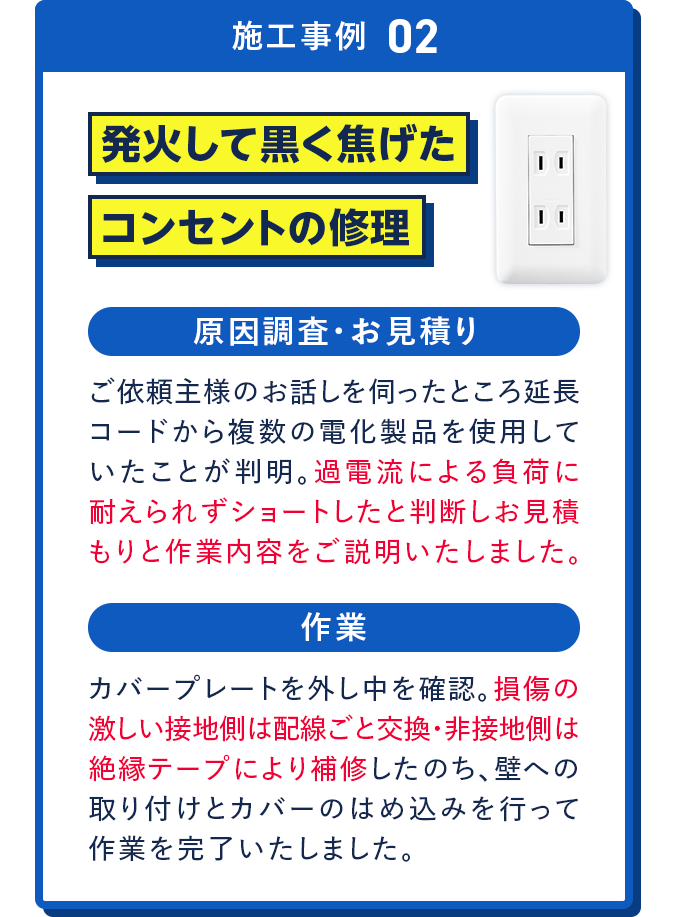 施工事例 02
発火して黒く焦げた
コンセントの修理
原因調査・お見積り
ご依頼主様のお話しを伺ったところ延長
コードから複数の電化製品を使用して
いたことが判明。過電流による負荷に
耐えられずショートしたと判断しお見積
もりと作業内容をご説明いたしました。
作業
カバープレートを外し中を確認。損傷の
激しい接地側は配線ごと交換・非接地側は
絶縁テープにより補修したのち、壁への
取り付けとカバーのはめ込みを行って
作業を完了いたしました。